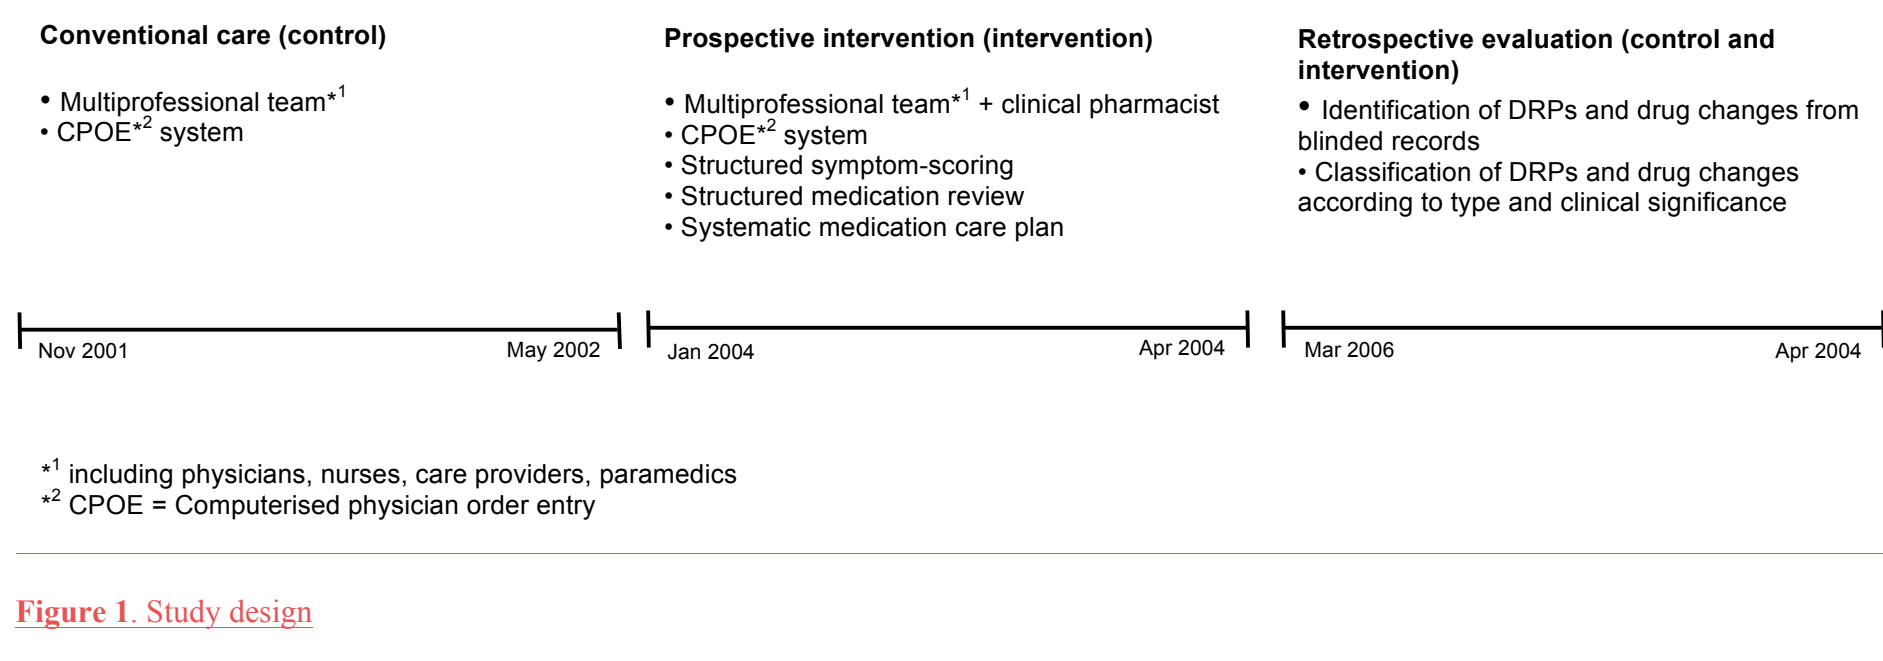 Conventional care (control)
• Multiprofessional team*1
• CPOE*2 system
Prospective intervention (intervention)
• Multiprofessional team*1 + clinical pharmacist
• CPOE*2 system
• Structured symptom-scoring
• Structured medication review
• Systematic medication care plan
Retrospective evaluation (control and
intervention)
• Identification of DRPs and drug changes from
blinded records
• Classification of DRPs and drug changes
according to type and clinical significance
Nov 2001
May 2002
Jan 2004
Apr 2004
Mar 2006
Apr 2004
*1 including physicians, nurses, care providers, paramedics
*2 CPOE = Computerised physician order entry
Figure 1. Study design